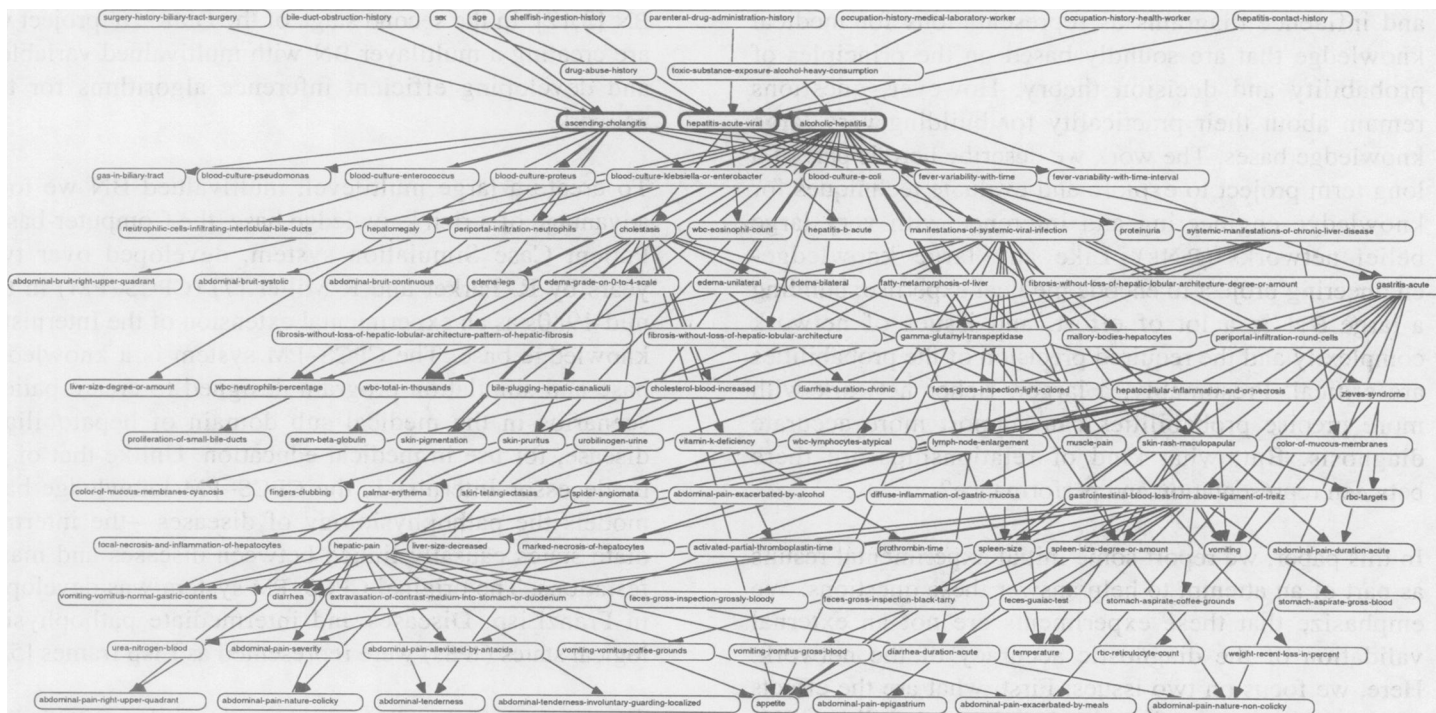 surgery-history-biliary-tract-surgery bile-duct-obstruction-history sex age shellfish-ingestion-history parenteral-drug-administration-history occupation-history-clinical-laboratory-worker occupation-history-health-care-worker hepatitis-contact-history
drug-abuse-history toxic-substance-exposure-alcohol-heavy-consumption
ascending-cholangitis hepatitis-acute-viral alcoholic-hepatitis
gas-in-biliary-tract blood-culture-pseudomonas blood-culture-enterococcus blood-culture-proteus blood-culture-klebsiella-or-enterobacter blood-culture-e-coli fever-variability-with-time fever-variability-with-time-interval
neutrophilic-cells-infiltrating-interlobular-bile-ducts hepatomegaly periportal-infiltration-neutrophils cholestasis wbc-eosinophil-count hepatitis-b-acute manifestations-of-systemic-viral-infection proteinuria systemic-manifestations-of-chronic-liver-disease
abdominal-bruit-right-upper-quadrant abdominal-bruit-systolic abdominal-bruit-continuous edema-legs edema-grade-on-0-to-4-scale edema-unilateral edema-bilateral fatty-metamorphosis-of-liver fibrosis-without-loss-of-hepatic-lobular-architecture-degree-or-amount gastritis-acute
fibrosis-without-loss-of-hepatic-lobular-architecture-pattern-of-hepatic-fibrosis fibrosis-without-loss-of-hepatic-lobular-architecture gamma-glutamyl-transpeptidase mallory-bodies-hepatocytes periportal-infiltration-round-cells
liver-size-degree-or-amount wbc-neutrophils-percentage wbc-total-in-thousands bile-plugging-hepatic-canaliculi cholesterol-blood-increased diarrhea-duration-chronic feces-gross-inspection-light-colored hepatocellular-inflammation-and-or-necrosis zieves-syndrome
proliferation-of-small-bile-ducts serum-beta-globulin skin-pigmentation skin-pruritus urobilinogen-urine vitamin-k-deficiency wbc-lymphocytes-atypical lymph-node-enlargement muscle-pain skin-rash-maculopapular color-of-mucous-membranes
color-of-mucous-membranes-cyanosis fingers-clubbing palmar-erythema skin-telangiectasias spider-angiomata abdominal-pain-exacerbated-by-alcohol diffuse-inflammation-of-gastric-mucosa gastrointestinal-blood-loss-from-above-ligament-of-treitz rbc-targets
local-necrosis-and-inflammation-of-hepatocytes hepatic-pain liver-size-decreased marked-necrosis-of-hepatocytes activated-partial-thromboplastin-time prothrombin-time spleen-size spleen-size-degree-or-amount vomiting abdominal-pain-duration-acute
vomiting-vomitus-normal-gastric-contents diarrhea extravasation-of-contrast-medium-into-stomach-or-duodenum feces-gross-inspection-grossly-bloody feces-gross-inspection-black-tarry feces-guaiac-test stomach-aspirate-coffee-grounds stomach-aspirate-gross-blood
urea-nitrogen-blood abdominal-pain-severity abdominal-pain-alleviated-by-antacids vomiting-vomitus-coffee-grounds vomiting-vomitus-gross-blood diarrhea-duration-acute temperature rbc-reticulocyte-count weight-recent-loss-in-percent
abdominal-pain-right-upper-quadrant abdominal-pain-nature-colicky abdominal-tenderness abdominal-tenderness-involuntary-guarding-localized appetite abdominal-pain-epigastrium abdominal-pain-exacerbated-by-meals abdominal-pain-nature-non-colicky